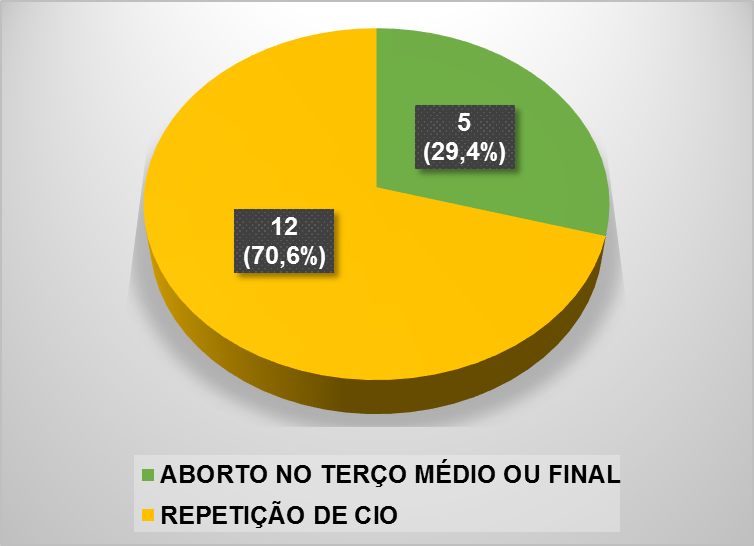 5
(29,4%)
12
(70,6%)
ABORTO NO TERÇO MÉDIO OU FINAL
REPETIÇÃO DE CIO